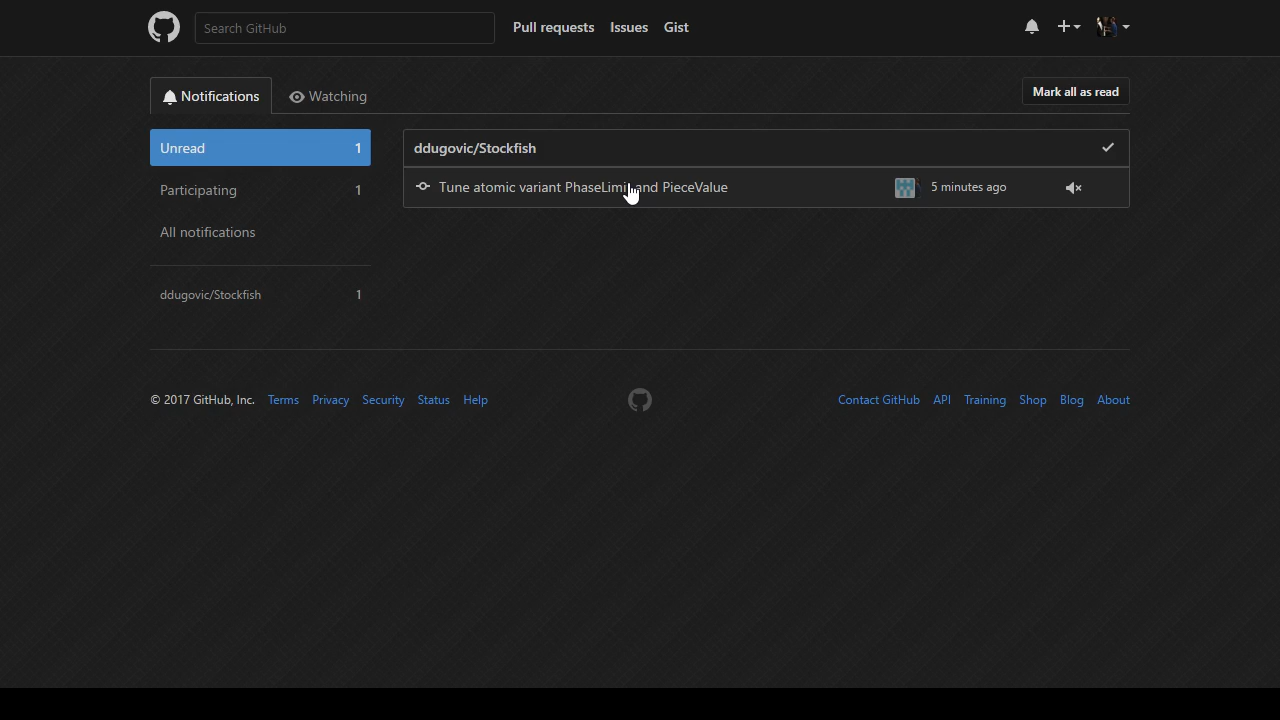 Search GitHub Pull requests Issues Gist
Notifications Watching Mark all as read
Unread 1
Participating 1
All notifications
ddugovic/Stockfish 1
ddugovic/Stockfish
Tune atomic variant PhaseLimit and PieceValue 5 minutes ago
© 2017 GitHub, Inc. Terms Privacy Security Status Help Contact GitHub API Training Shop Blog About